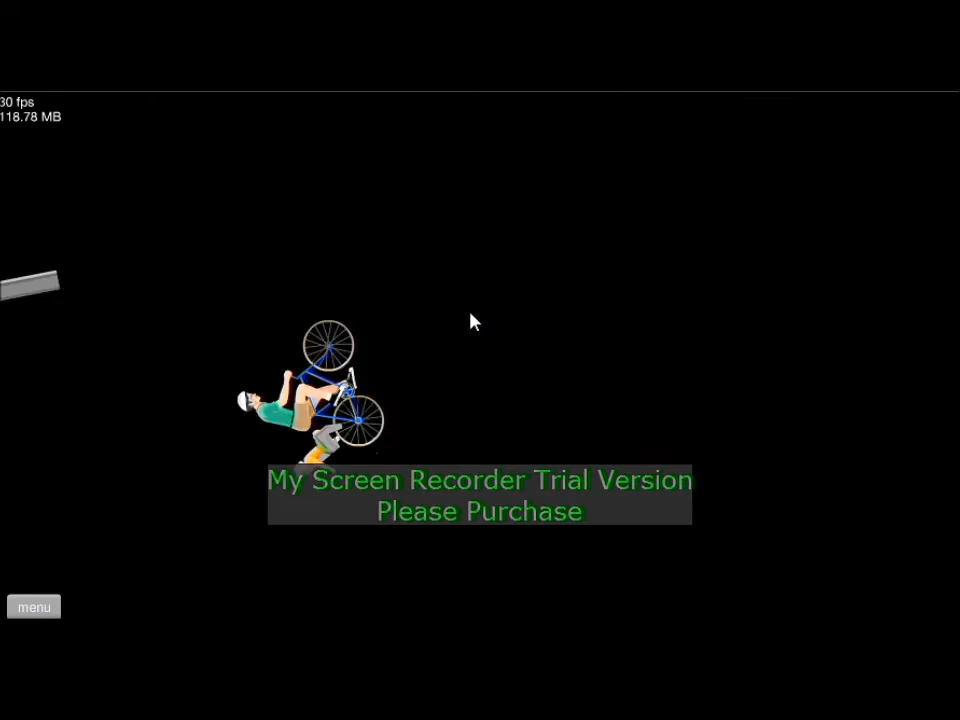 30 fps
118.78 MB
My Screen Recorder Trial Version
Please Purchase
menu